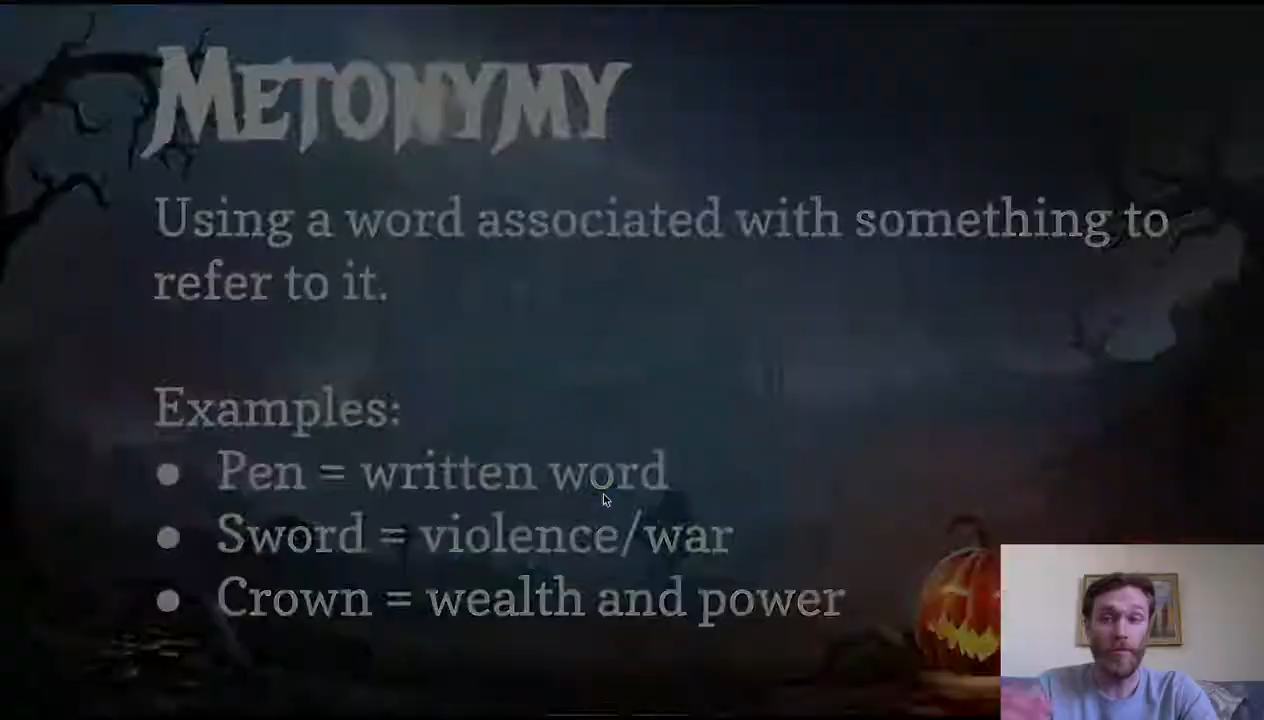 METONYMY
Using a word associated with something to
refer to it.
Examples:
● Pen = written word
● Sword = violence/war
● Crown = wealth and power